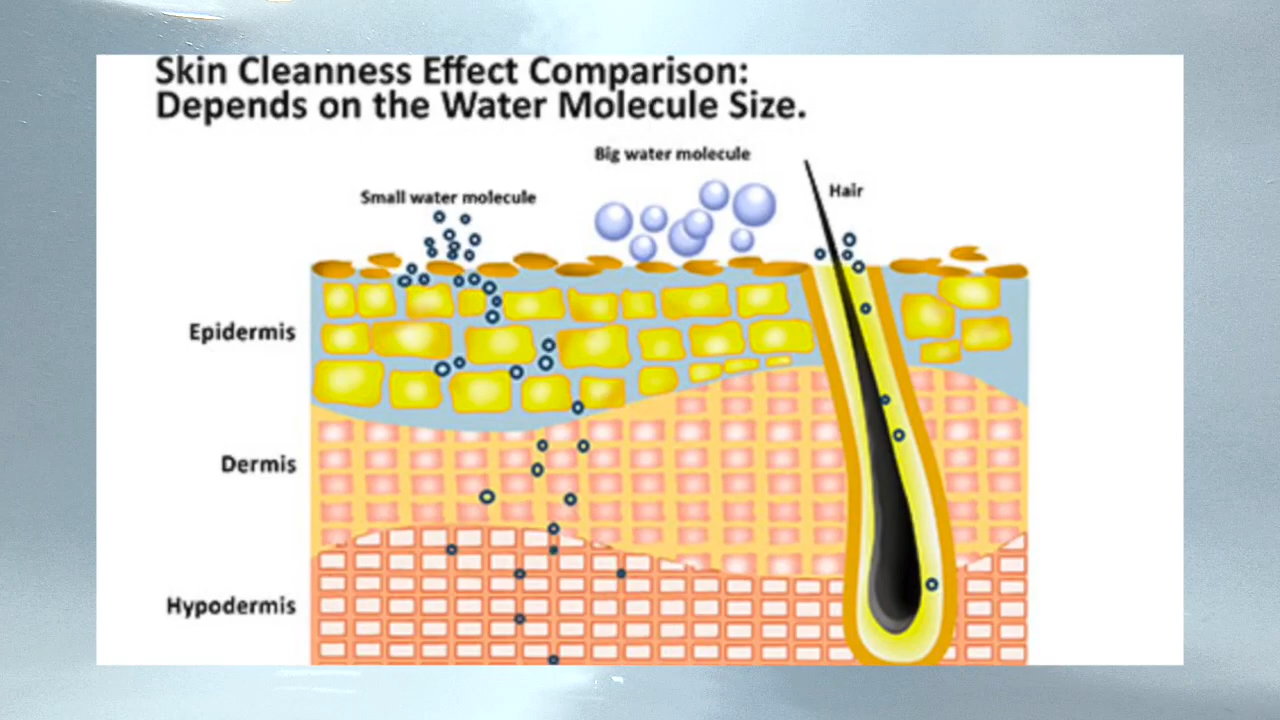 Skin Cleanness Effect Comparison:
Depends on the Water Molecule Size.
Big water molecule
Small water molecule
Hair
Epidermis
Dermis
Hypodermis